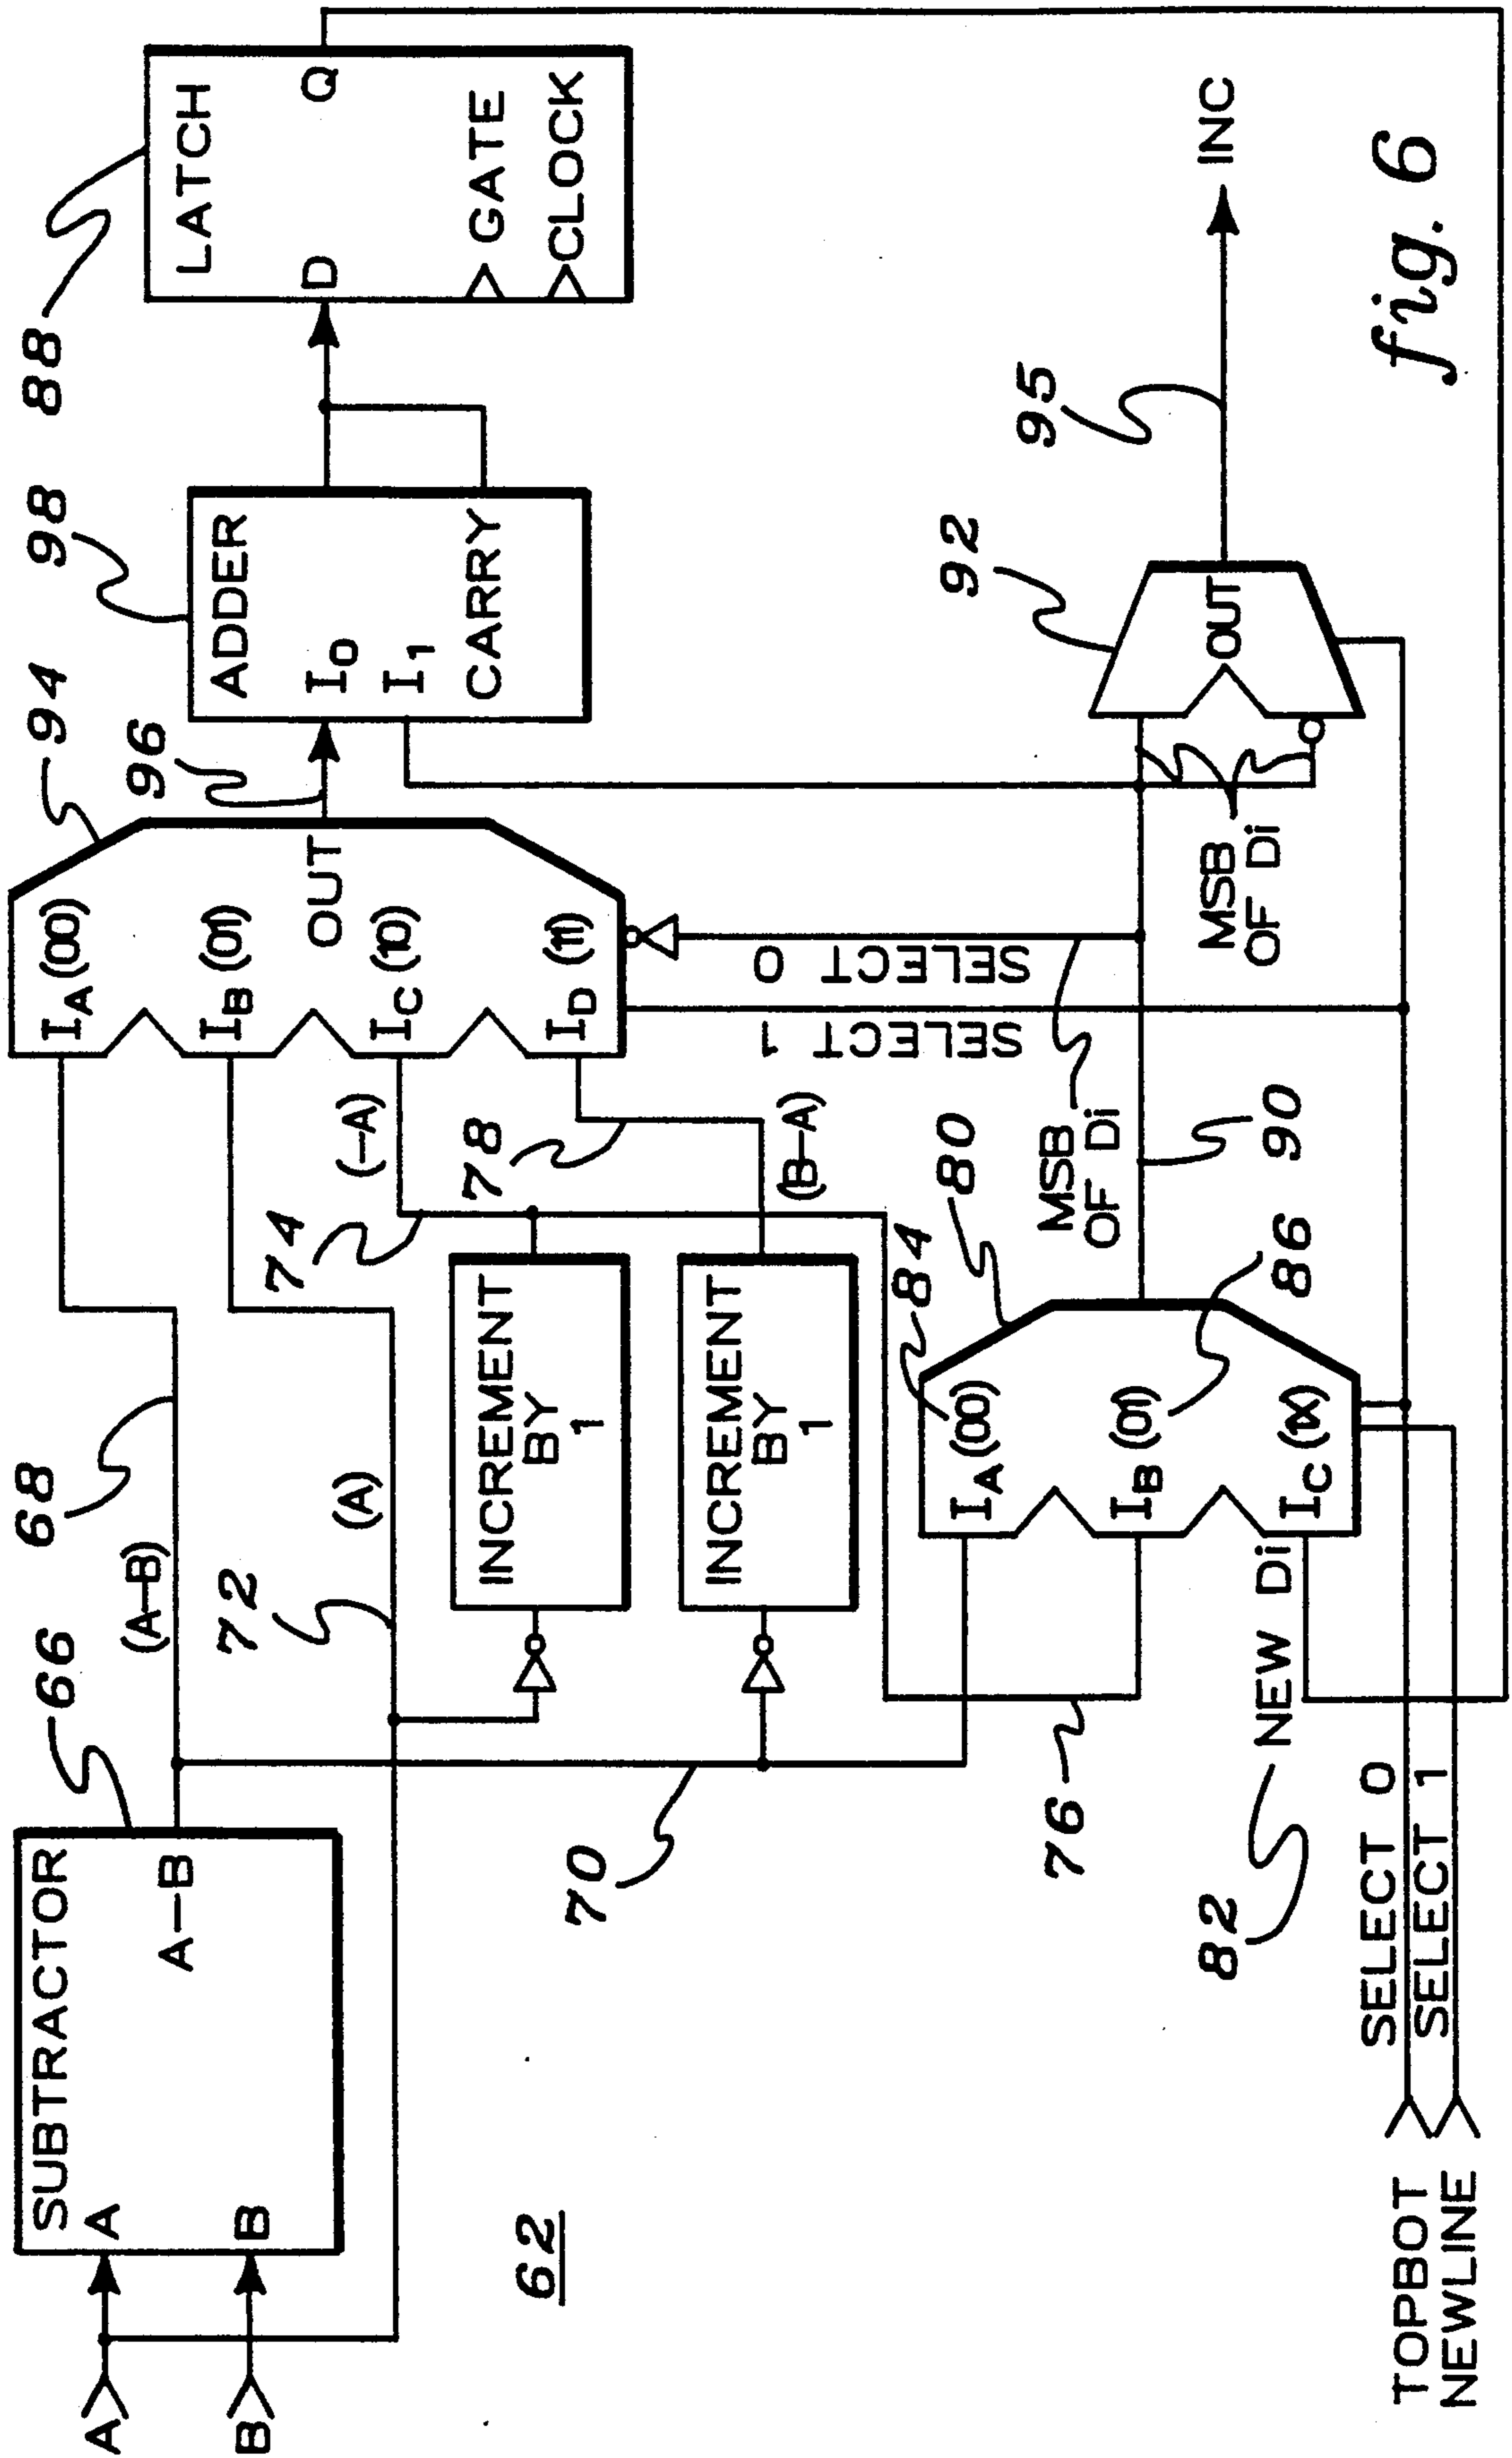 SUBTRACTOR
A
B
A–B
66
A
B
62
68
(A–B)
72
(A)
70
INCREMENT
BY
1
INCREMENT
BY
1
74
(–A)
78
(B–A)
76
IA (00)
IB (01)
IC (10)
ID (11)
OUT
94
96
ADDER
I0
I1
CARRY
98
LATCH
D
Q
GATE
CLOCK
88
SELECT 0
SELECT 1
MSB
OF Di
90
80
84
86
IA (00)
IB (01)
IC (1X)
82
NEW Di
MSB
OF Di
92
OUT
95
INC
SELECT 0
SELECT 1
TOPBOT
NEWLINE
fig. 6